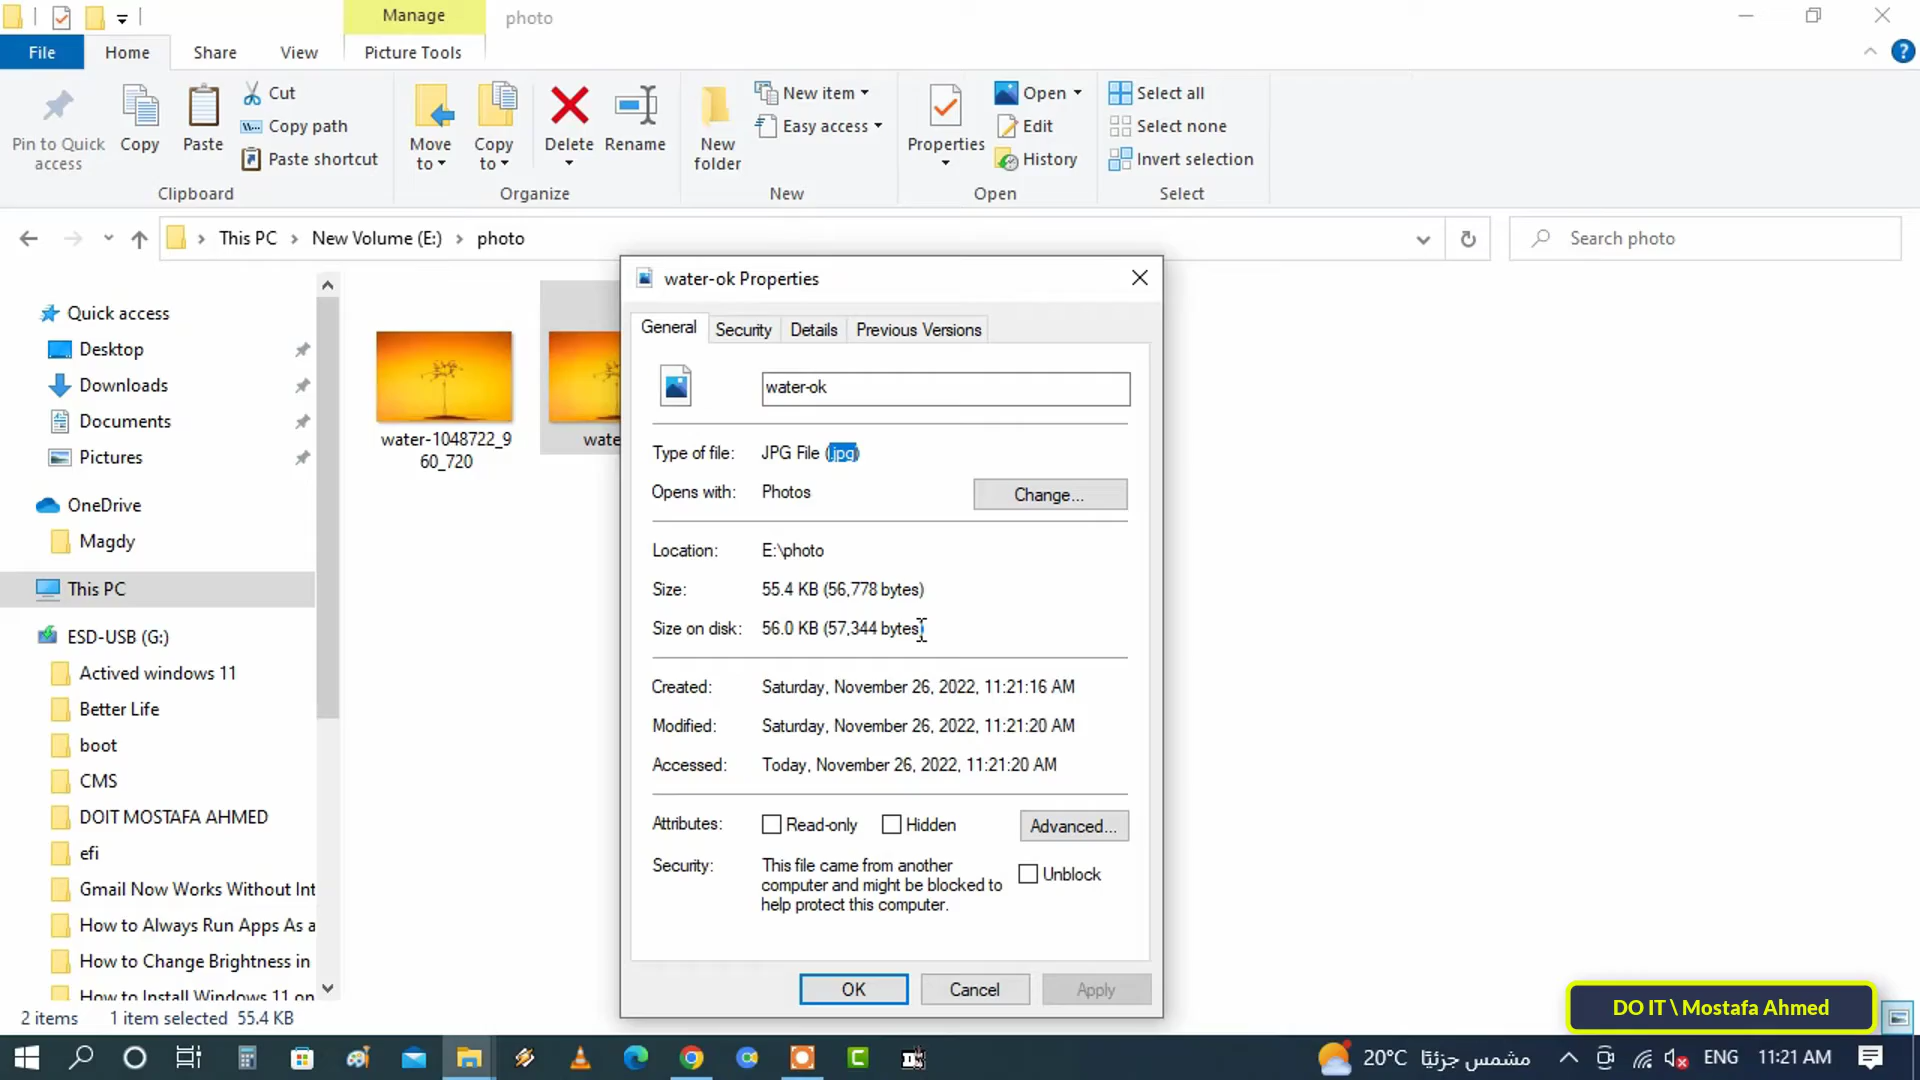 Manage
photo
File
Home
Share
View
Picture Tools
Pin to Quick
access
Copy
Paste
Cut
Copy path
Paste shortcut
Clipboard
Move
to
Copy
to
Delete
Rename
Organize
New
folder
New item
Easy access
New
Properties
Open
Edit
History
Open
Select all
Select none
Invert selection
Select
This PC
New Volume (E:)
photo
Search photo
Quick access
Desktop
Downloads
Documents
Pictures
OneDrive
Magdy
This PC
ESD-USB (G:)
Actived windows 11
Better Life
boot
CMS
DOIT MOSTAFA AHMED
efi
Gmail Now Works Without Int
How to Always Run Apps As a
How to Change Brightness in
How to Install Windows 11 on
water-1048722_9
60_720
wate
water-ok Properties
General
Security
Details
Previous Versions
water-ok
Type of file: JPG File (.jpg)
Opens with: Photos
Change...
Location: E:\photo
Size: 55.4 KB (56,778 bytes)
Size on disk: 56.0 KB (57,344 bytes)
Created: Saturday, November 26, 2022, 11:21:16 AM
Modified: Saturday, November 26, 2022, 11:21:20 AM
Accessed: Today, November 26, 2022, 11:21:20 AM
Attributes: Read-only Hidden
Advanced...
Security: This file came from another
computer and might be blocked to
help protect this computer.
Unblock
OK
Cancel
Apply
2 items
1 item selected 55.4 KB
DO IT \ Mostafa Ahmed
20°C مشمس جزئيًا
ENG
11:21 AM